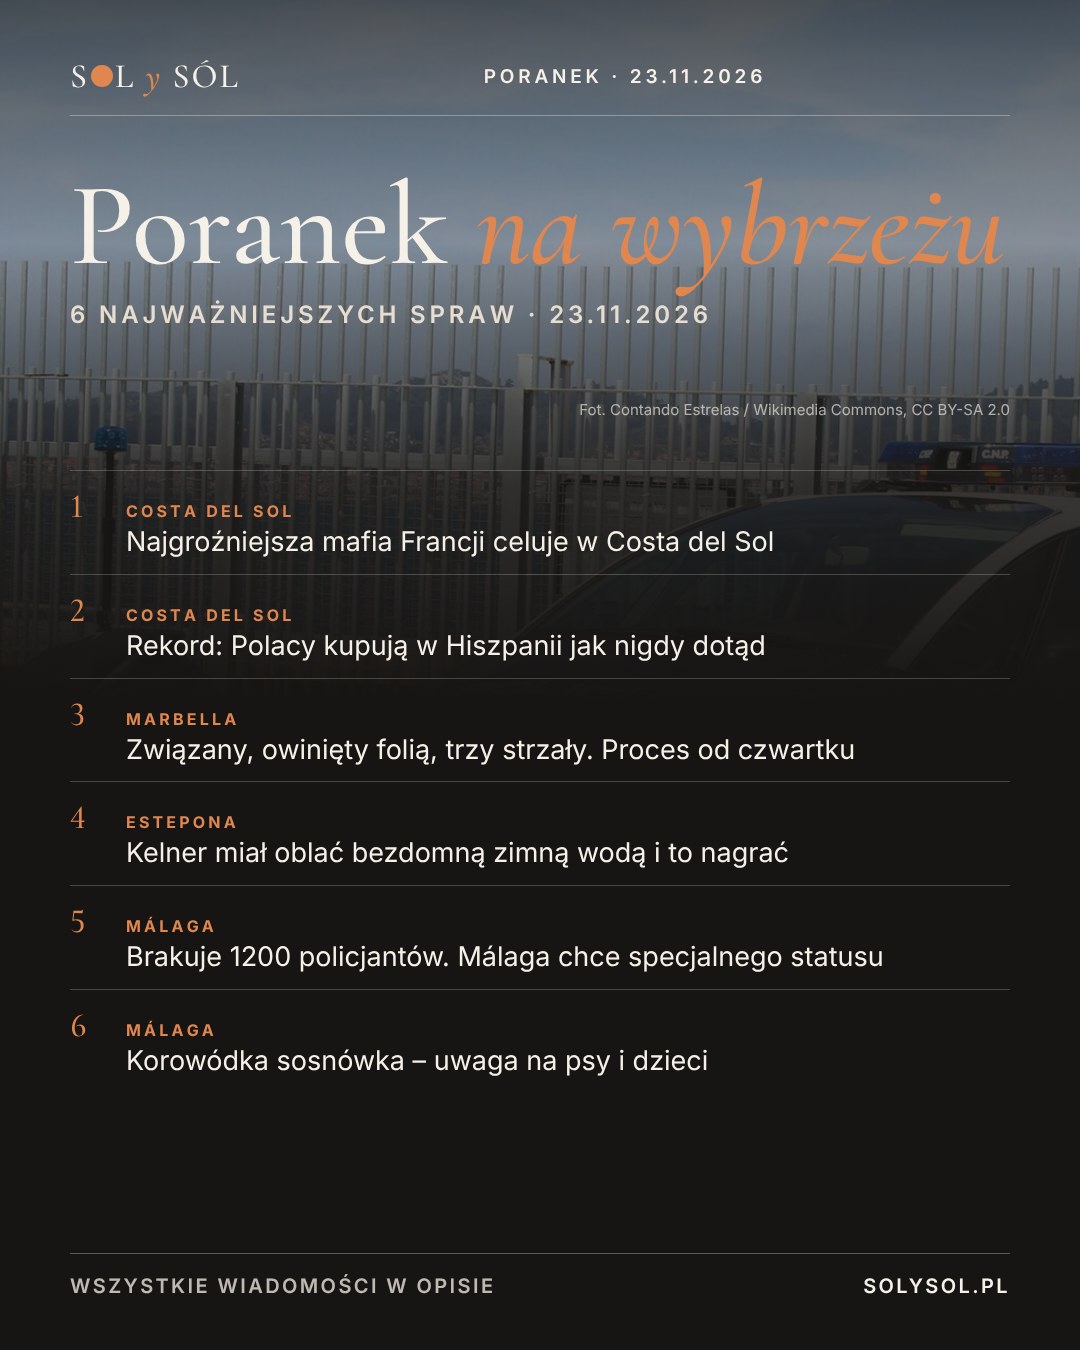 SOL y SÓL
PORANEK · 23.11.2026
Poranek na wybrzeżu
6 NAJWAŻNIEJSZYCH SPRAW · 23.11.2026
Fot. Contando Estrelas / Wikimedia Commons, CC BY-SA 2.0
G.N.P.
1 COSTA DEL SOL
Najgroźniejsza mafia Francji celuje w Costa del Sol
2 COSTA DEL SOL
Rekord: Polacy kupują w Hiszpanii jak nigdy dotąd
3 MARBELLA
Związany, owinięty folią, trzy strzały. Proces od czwartku
4 ESTEPONA
Kelner miał oblać bezdomną zimną wodą i to nagrać
5 MÁLAGA
Brakuje 1200 policjantów. Málaga chce specjalnego statusu
6 MÁLAGA
Korowódka sosnówka – uwaga na psy i dzieci
WSZYSTKIE WIADOMOŚCI W OPISIE
SOLYSOL.PL